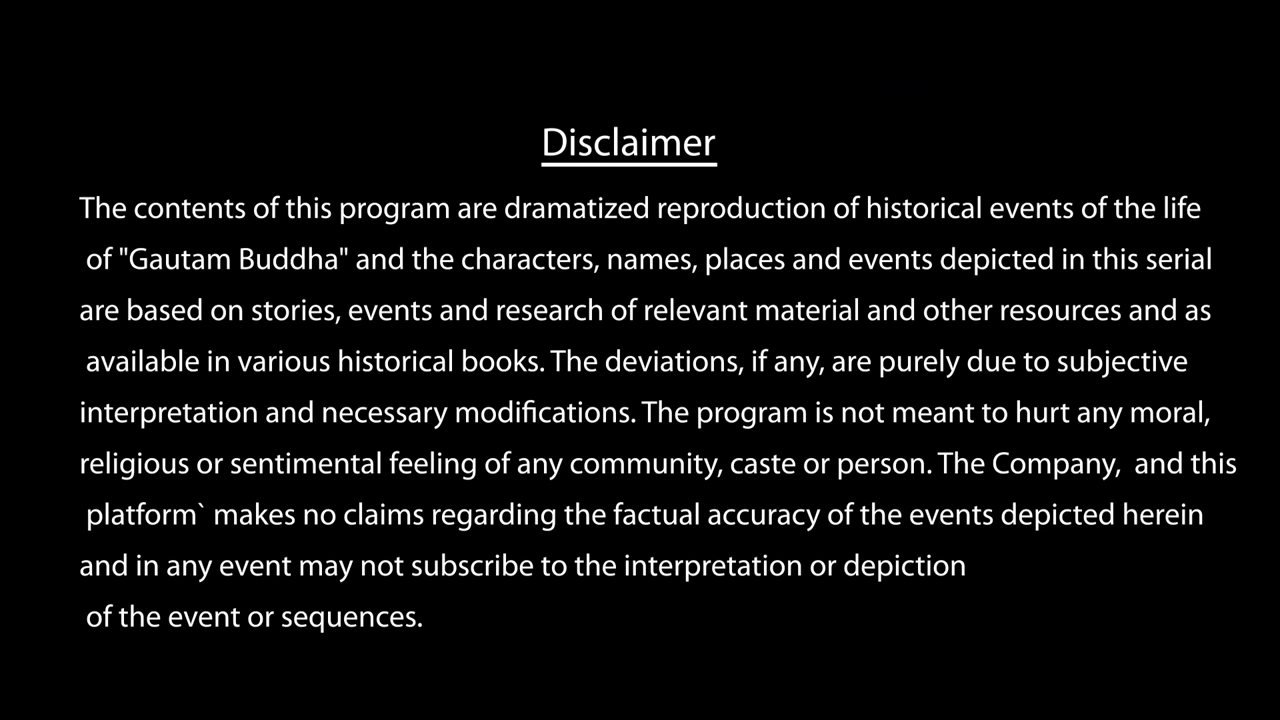 Disclaimer
The contents of this program are dramatized reproduction of historical events of the life
of "Gautam Buddha" and the characters, names, places and events depicted in this serial
are based on stories, events and research of relevant material and other resources and as
available in various historical books. The deviations, if any, are purely due to subjective
interpretation and necessary modifications. The program is not meant to hurt any moral,
religious or sentimental feeling of any community, caste or person. The Company,  and this
platform` makes no claims regarding the factual accuracy of the events depicted herein
and in any event may not subscribe to the interpretation or depiction
of the event or sequences.